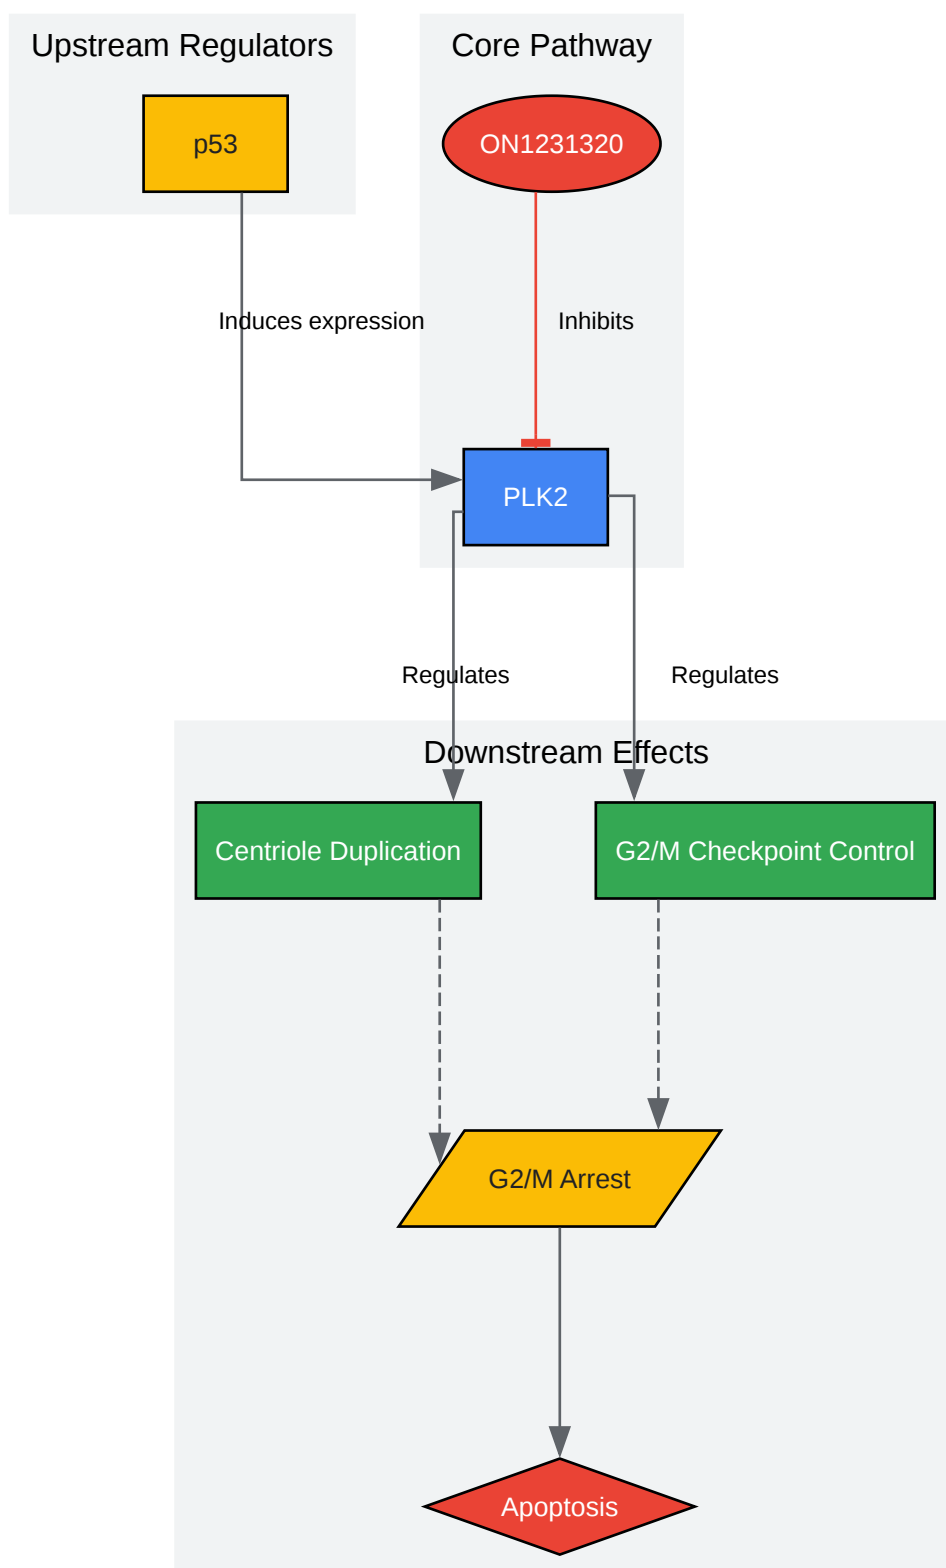 Upstream Regulators
Core Pathway
p53
ON1231320
Induces expression
Inhibits
PLK2
Regulates
Regulates
Downstream Effects
Centriole Duplication
G2/M Checkpoint Control
G2/M Arrest
Apoptosis